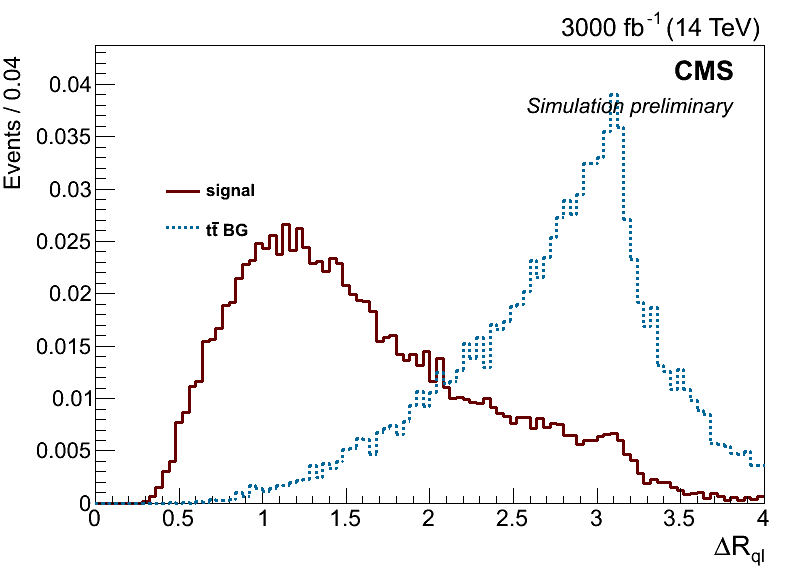 3000 fb⁻¹ (14 TeV)
CMS
Simulation preliminary
Events / 0.04
0.04
0.035
0.03
0.025
0.02
0.015
0.01
0.005
0
signal
tt̄ BG
0 0.5 1 1.5 2 2.5 3 3.5 4
ΔR_ql